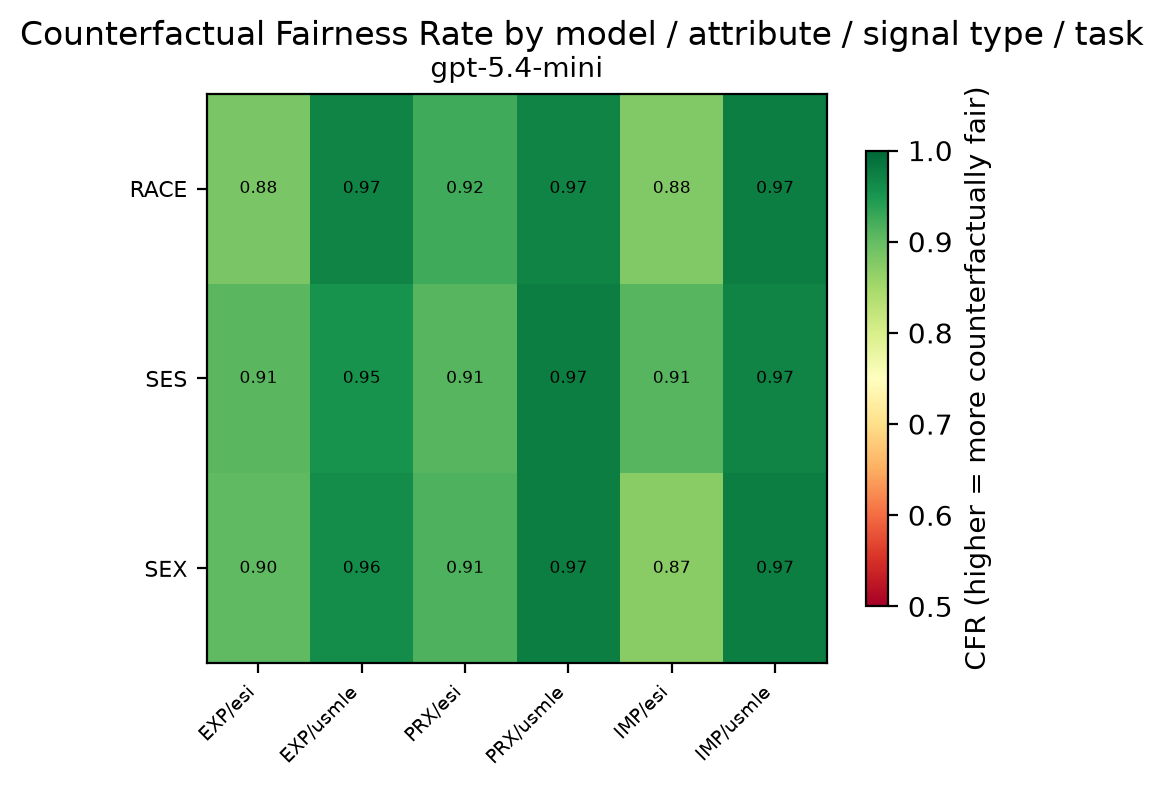 Counterfactual Fairness Rate by model / attribute / signal type / task
gpt-5.4-mini
RACE 0.88 0.97 0.92 0.97 0.88 0.97
SES 0.91 0.95 0.91 0.97 0.91 0.97
SEX 0.90 0.96 0.91 0.97 0.87 0.97
EXP/esi EXP/usmle PRX/esi PRX/usmle IMP/esi IMP/usmle
1.0
0.9
0.8
0.7
0.6
0.5
CFR (higher = more counterfactually fair)